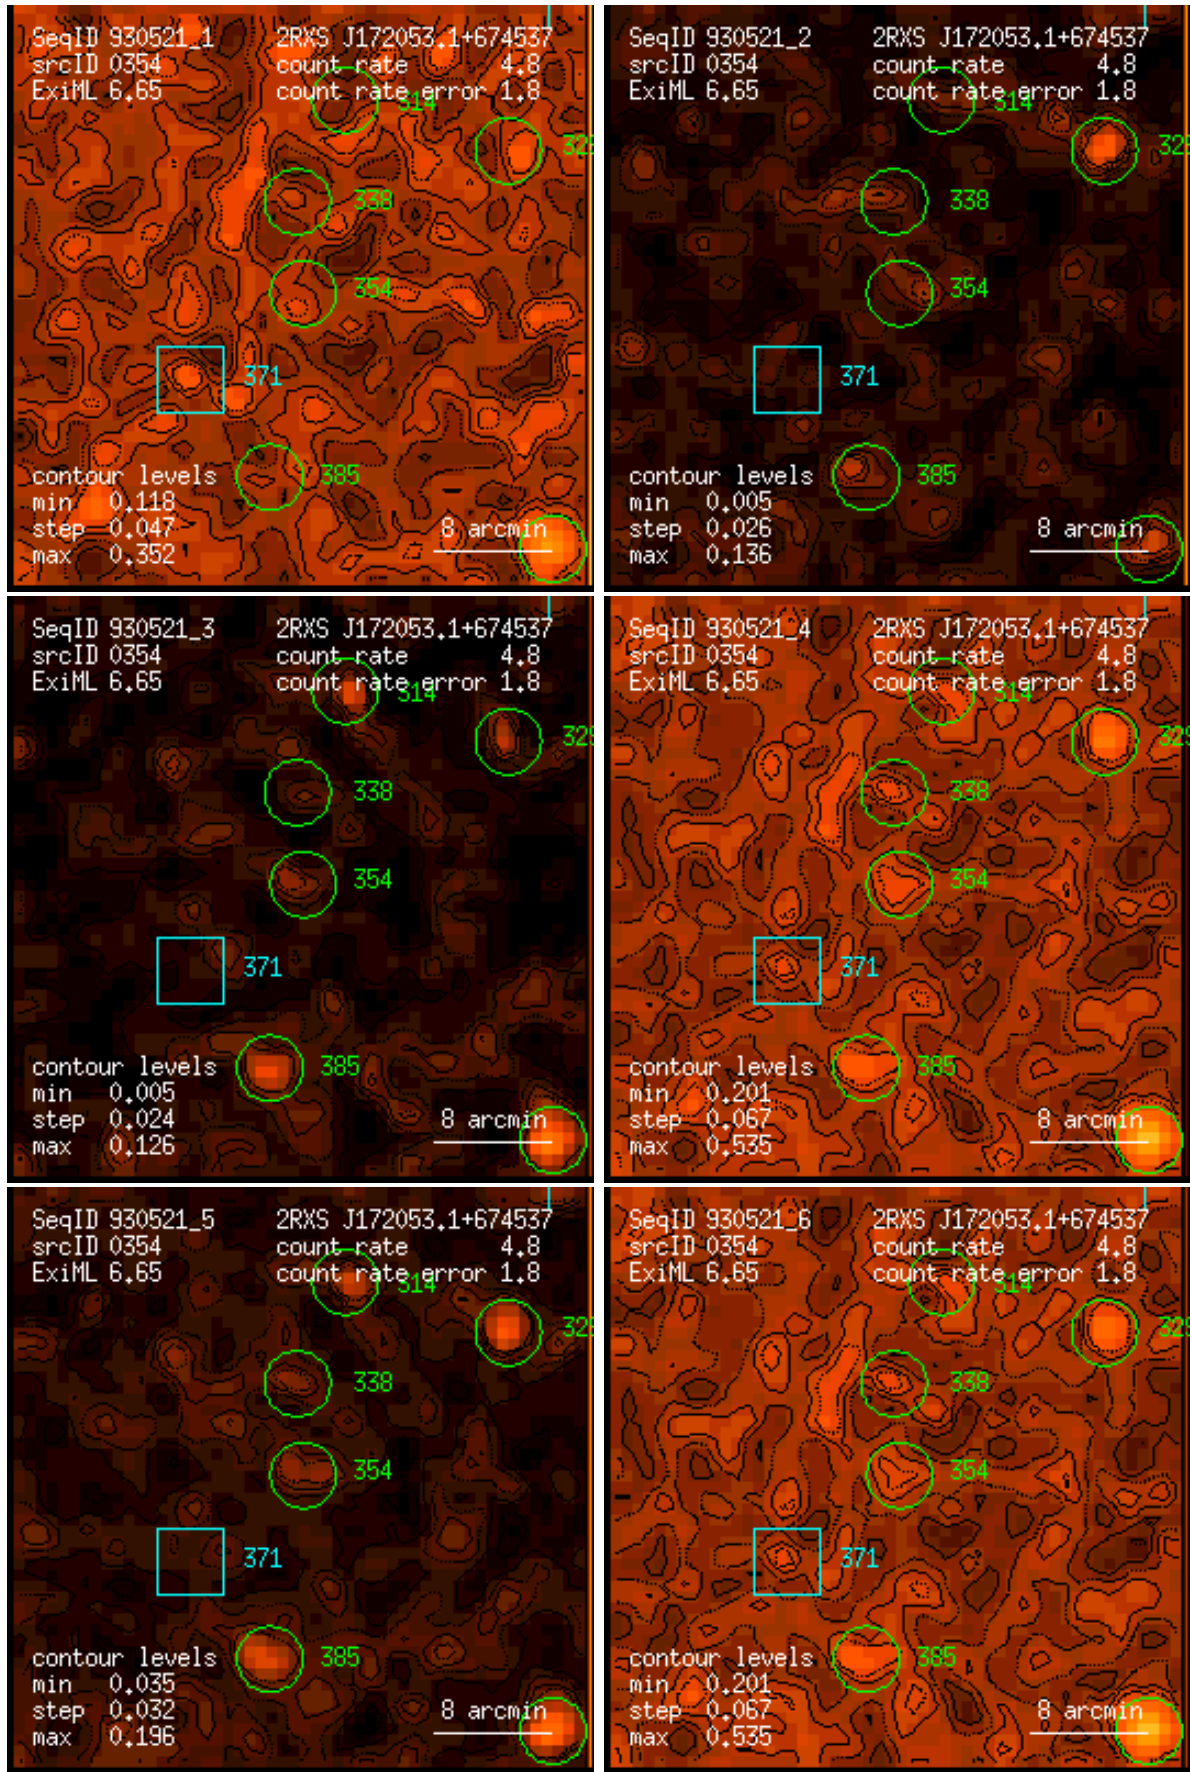 SeqID 930521_1 2RXS J172053.1+674537
srcID 0354 count rate 4.8
ExiML 6.65 count rate error 1.8
314
329
338
354
371
385
contour levels
min 0.118
step 0.047 8 arcmin
max 0.352
SeqID 930521_2 2RXS J172053.1+674537
srcID 0354 count rate 4.8
ExiML 6.65 count rate error 1.8
314
329
338
354
371
385
contour levels
min 0.005
step 0.026 8 arcmin
max 0.136
SeqID 930521_3 2RXS J172053.1+674537
srcID 0354 count rate 4.8
ExiML 6.65 count rate error 1.8
314
329
338
354
371
385
contour levels
min 0.005
step 0.024 8 arcmin
max 0.126
SeqID 930521_4 2RXS J172053.1+674537
srcID 0354 count rate 4.8
ExiML 6.65 count rate error 1.8
314
329
338
354
371
385
contour levels
min 0.201
step 0.067 8 arcmin
max 0.535
SeqID 930521_5 2RXS J172053.1+674537
srcID 0354 count rate 4.8
ExiML 6.65 count rate error 1.8
314
329
338
354
371
385
contour levels
min 0.035
step 0.032 8 arcmin
max 0.196
SeqID 930521_6 2RXS J172053.1+674537
srcID 0354 count rate 4.8
ExiML 6.65 count rate error 1.8
314
329
338
354
371
385
contour levels
min 0.201
step 0.067 8 arcmin
max 0.535